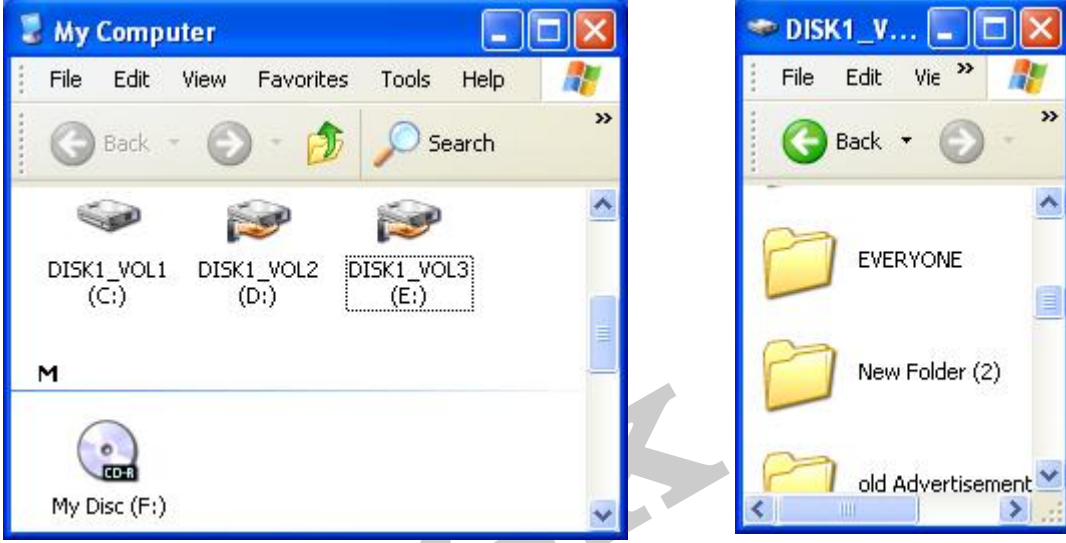 My Computer
File Edit View Favorites Tools Help
Back Search
DISK1_VOL1 (C:)
DISK1_VOL2 (D:)
DISK1_VOL3 (E:)
M
CD-R
My Disc (F:)
DISK1_V...
File Edit Vie
Back
EVERYONE
New Folder (2)
old Advertisement